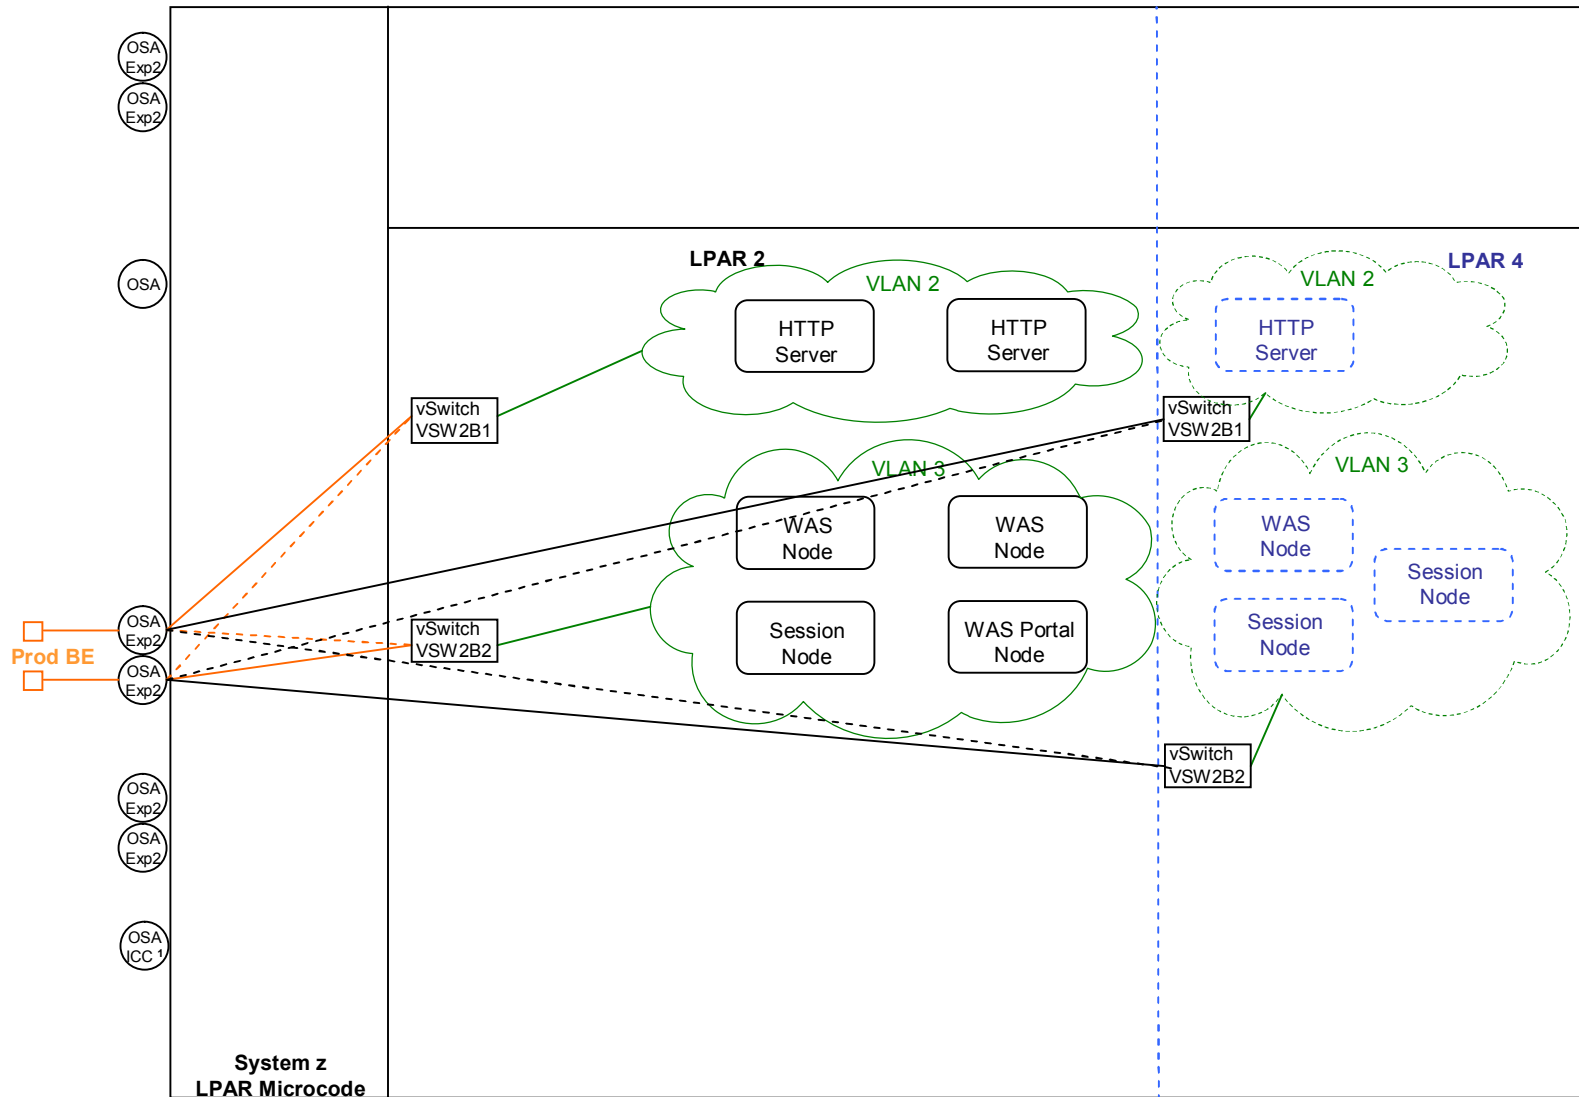 OSA
Exp2
OSA
Exp2
OSA
LPAR 2
LPAR 4
VLAN 2
VLAN 2
HTTP
Server
HTTP
Server
HTTP
Server
vSwitch
VSW2B1
vSwitch
VSW2B1
VLAN 3
VLAN 3
WAS
Node
WAS
Node
WAS
Node
Session
Node
OSA
Exp2
Prod BE
OSA
Exp2
vSwitch
VSW2B2
Session
Node
WAS Portal
Node
Session
Node
vSwitch
VSW2B2
OSA
Exp2
OSA
Exp2
OSA
ICC 1
System z
LPAR Microcode